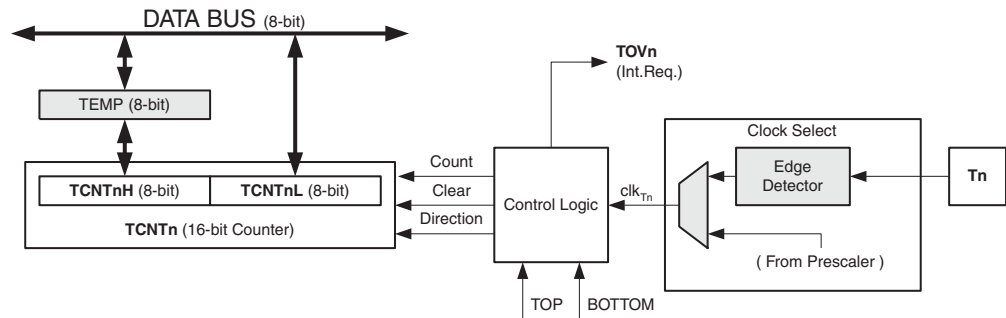 DATA BUS (8-bit)
TOVn
(Int.Req.)
TEMP (8-bit)
Clock Select
Count
TCNTnH (8-bit) TCNTnL (8-bit)
Clear
Control Logic
clkTn
Edge
Detector
Tn
TCNTn (16-bit Counter)
Direction
( From Prescaler )
TOP
BOTTOM